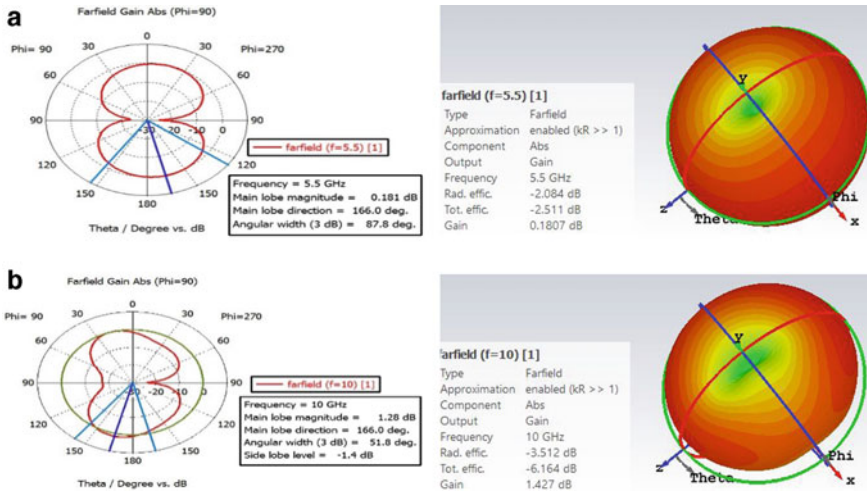 a
Farfield Gain Abs (Phi=90)
0
Phi= 90 30 30 Phi=270
60 60
90 -30 -20 -10 0 90
120 120
150 150
180
Theta / Degree vs. dB
farfield (f=5.5) [1]
Frequency = 5.5 GHz
Main lobe magnitude = 0.181 dB
Main lobe direction = 166.0 deg.
Angular width (3 dB) = 87.8 deg.
farfield (f=5.5) [1]
Type Farfield
Approximation enabled (kR >> 1)
Component Abs
Output Gain
Frequency 5.5 GHz
Rad. effic. -2.084 dB
Tot. effic. -2.511 dB
Gain 0.1807 dB
y
Phi
z Theta x
b
Farfield Gain Abs (Phi=90)
0
Phi= 90 30 30 Phi=270
60 60
90 -20 -10 0 90
120 120
150 150
180
Theta / Degree vs. dB
farfield (f=10) [1]
Frequency = 10 GHz
Main lobe magnitude = 1.28 dB
Main lobe direction = 166.0 deg.
Angular width (3 dB) = 51.8 deg.
Side lobe level = -1.4 dB
farfield (f=10) [1]
Type Farfield
Approximation enabled (kR >> 1)
Component Abs
Output Gain
Frequency 10 GHz
Rad. effic. -3.512 dB
Tot. effic. -6.164 dB
Gain 1.427 dB
y
Phi
z Theta x